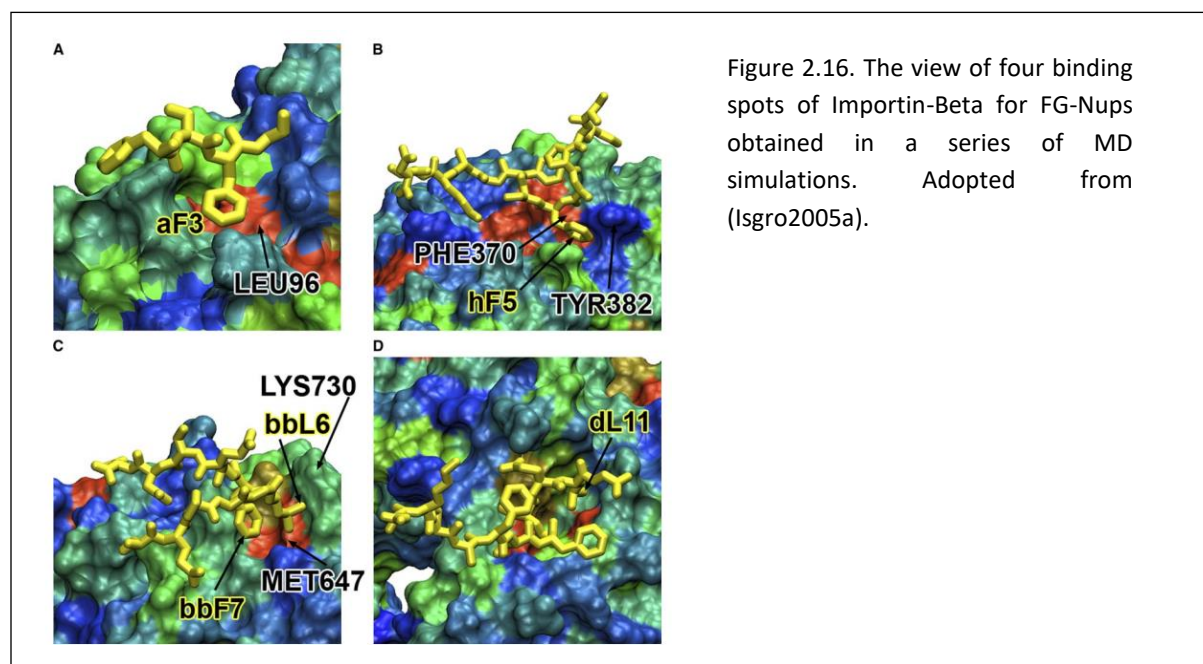 A
aF3
LEU96
B
PHE370
hF5
TYR382
C
LYS730
bbL6
MET647
bbF7
D
dL11
Figure 2.16. The view of four binding
spots of Importin-Beta for FG-Nups
obtained in a series of MD
simulations. Adopted from
(Isgro2005a).